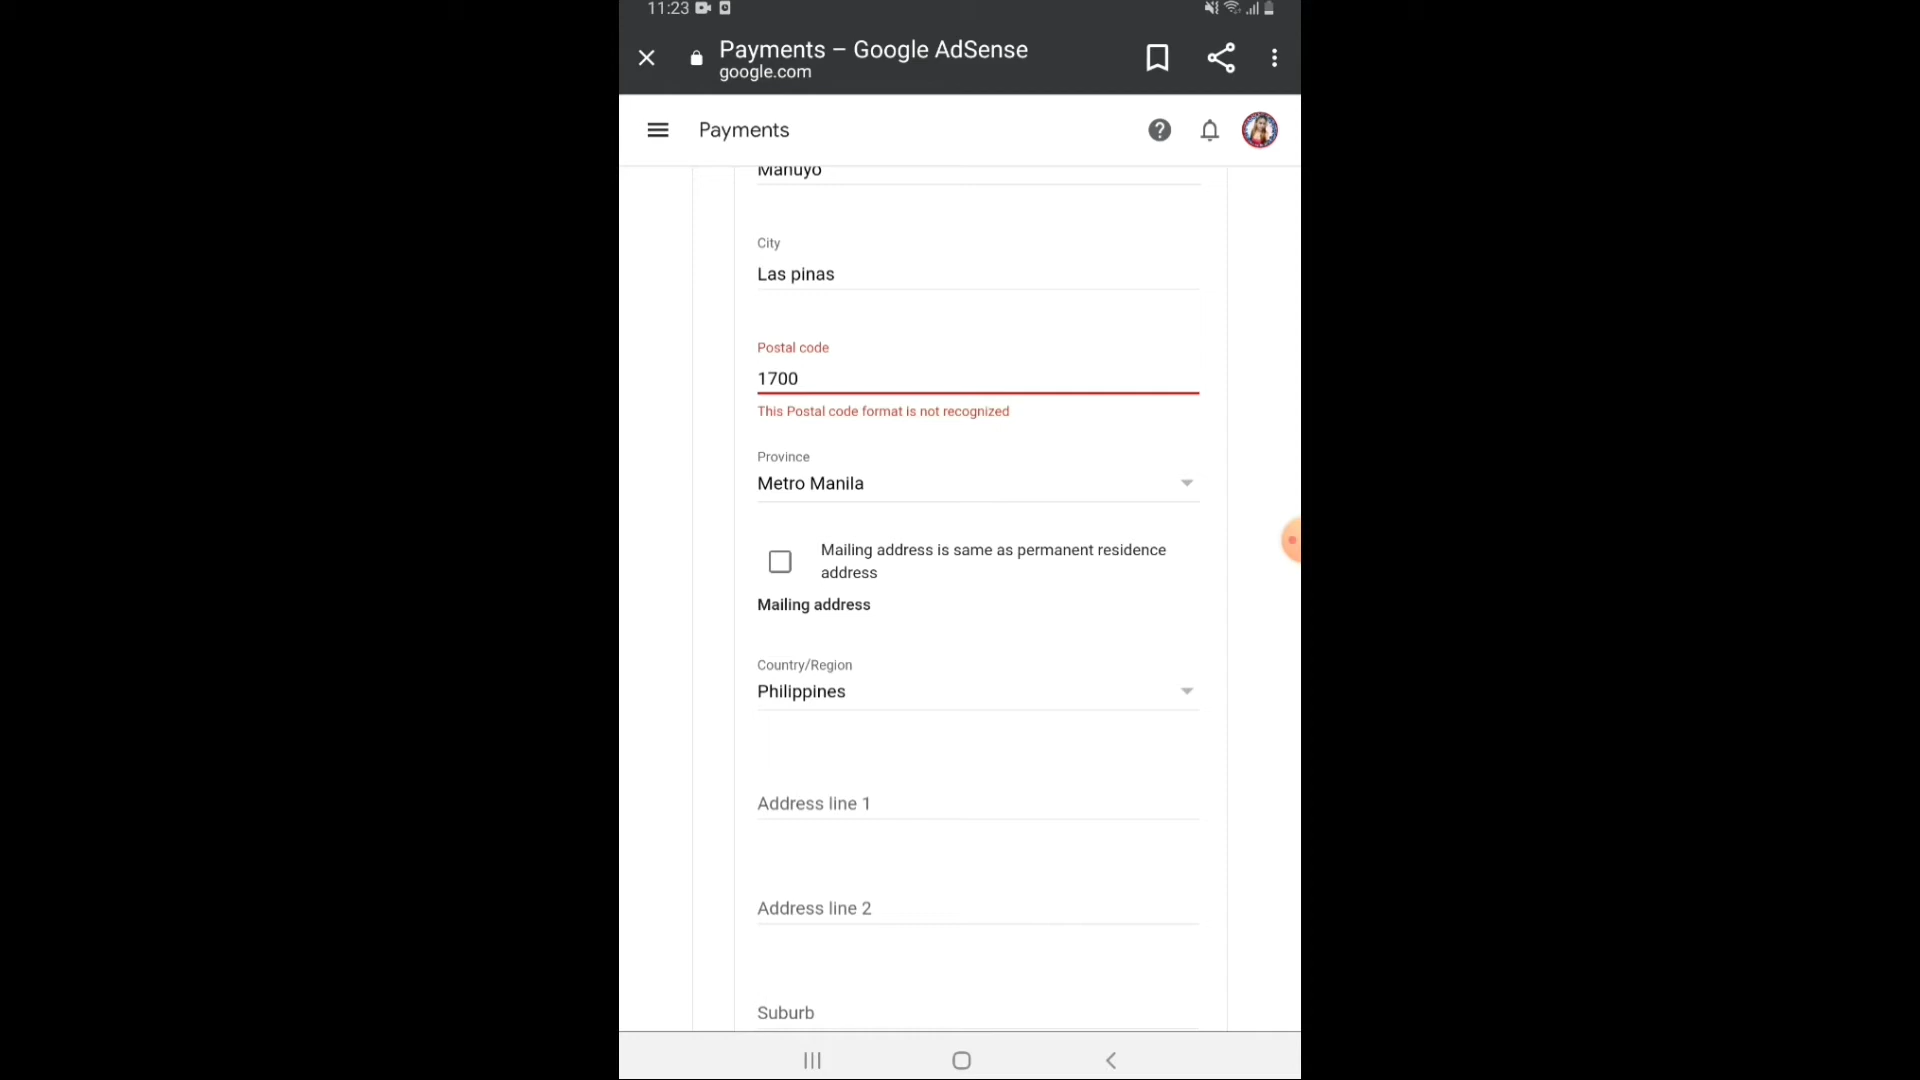 11:23
Payments – Google AdSense
google.com
Payments
Manuyo
City
Las pinas
Postal code
1700
This Postal code format is not recognized
Province
Metro Manila
Mailing address is same as permanent residence
address
Mailing address
Country/Region
Philippines
Address line 1
Address line 2
Suburb